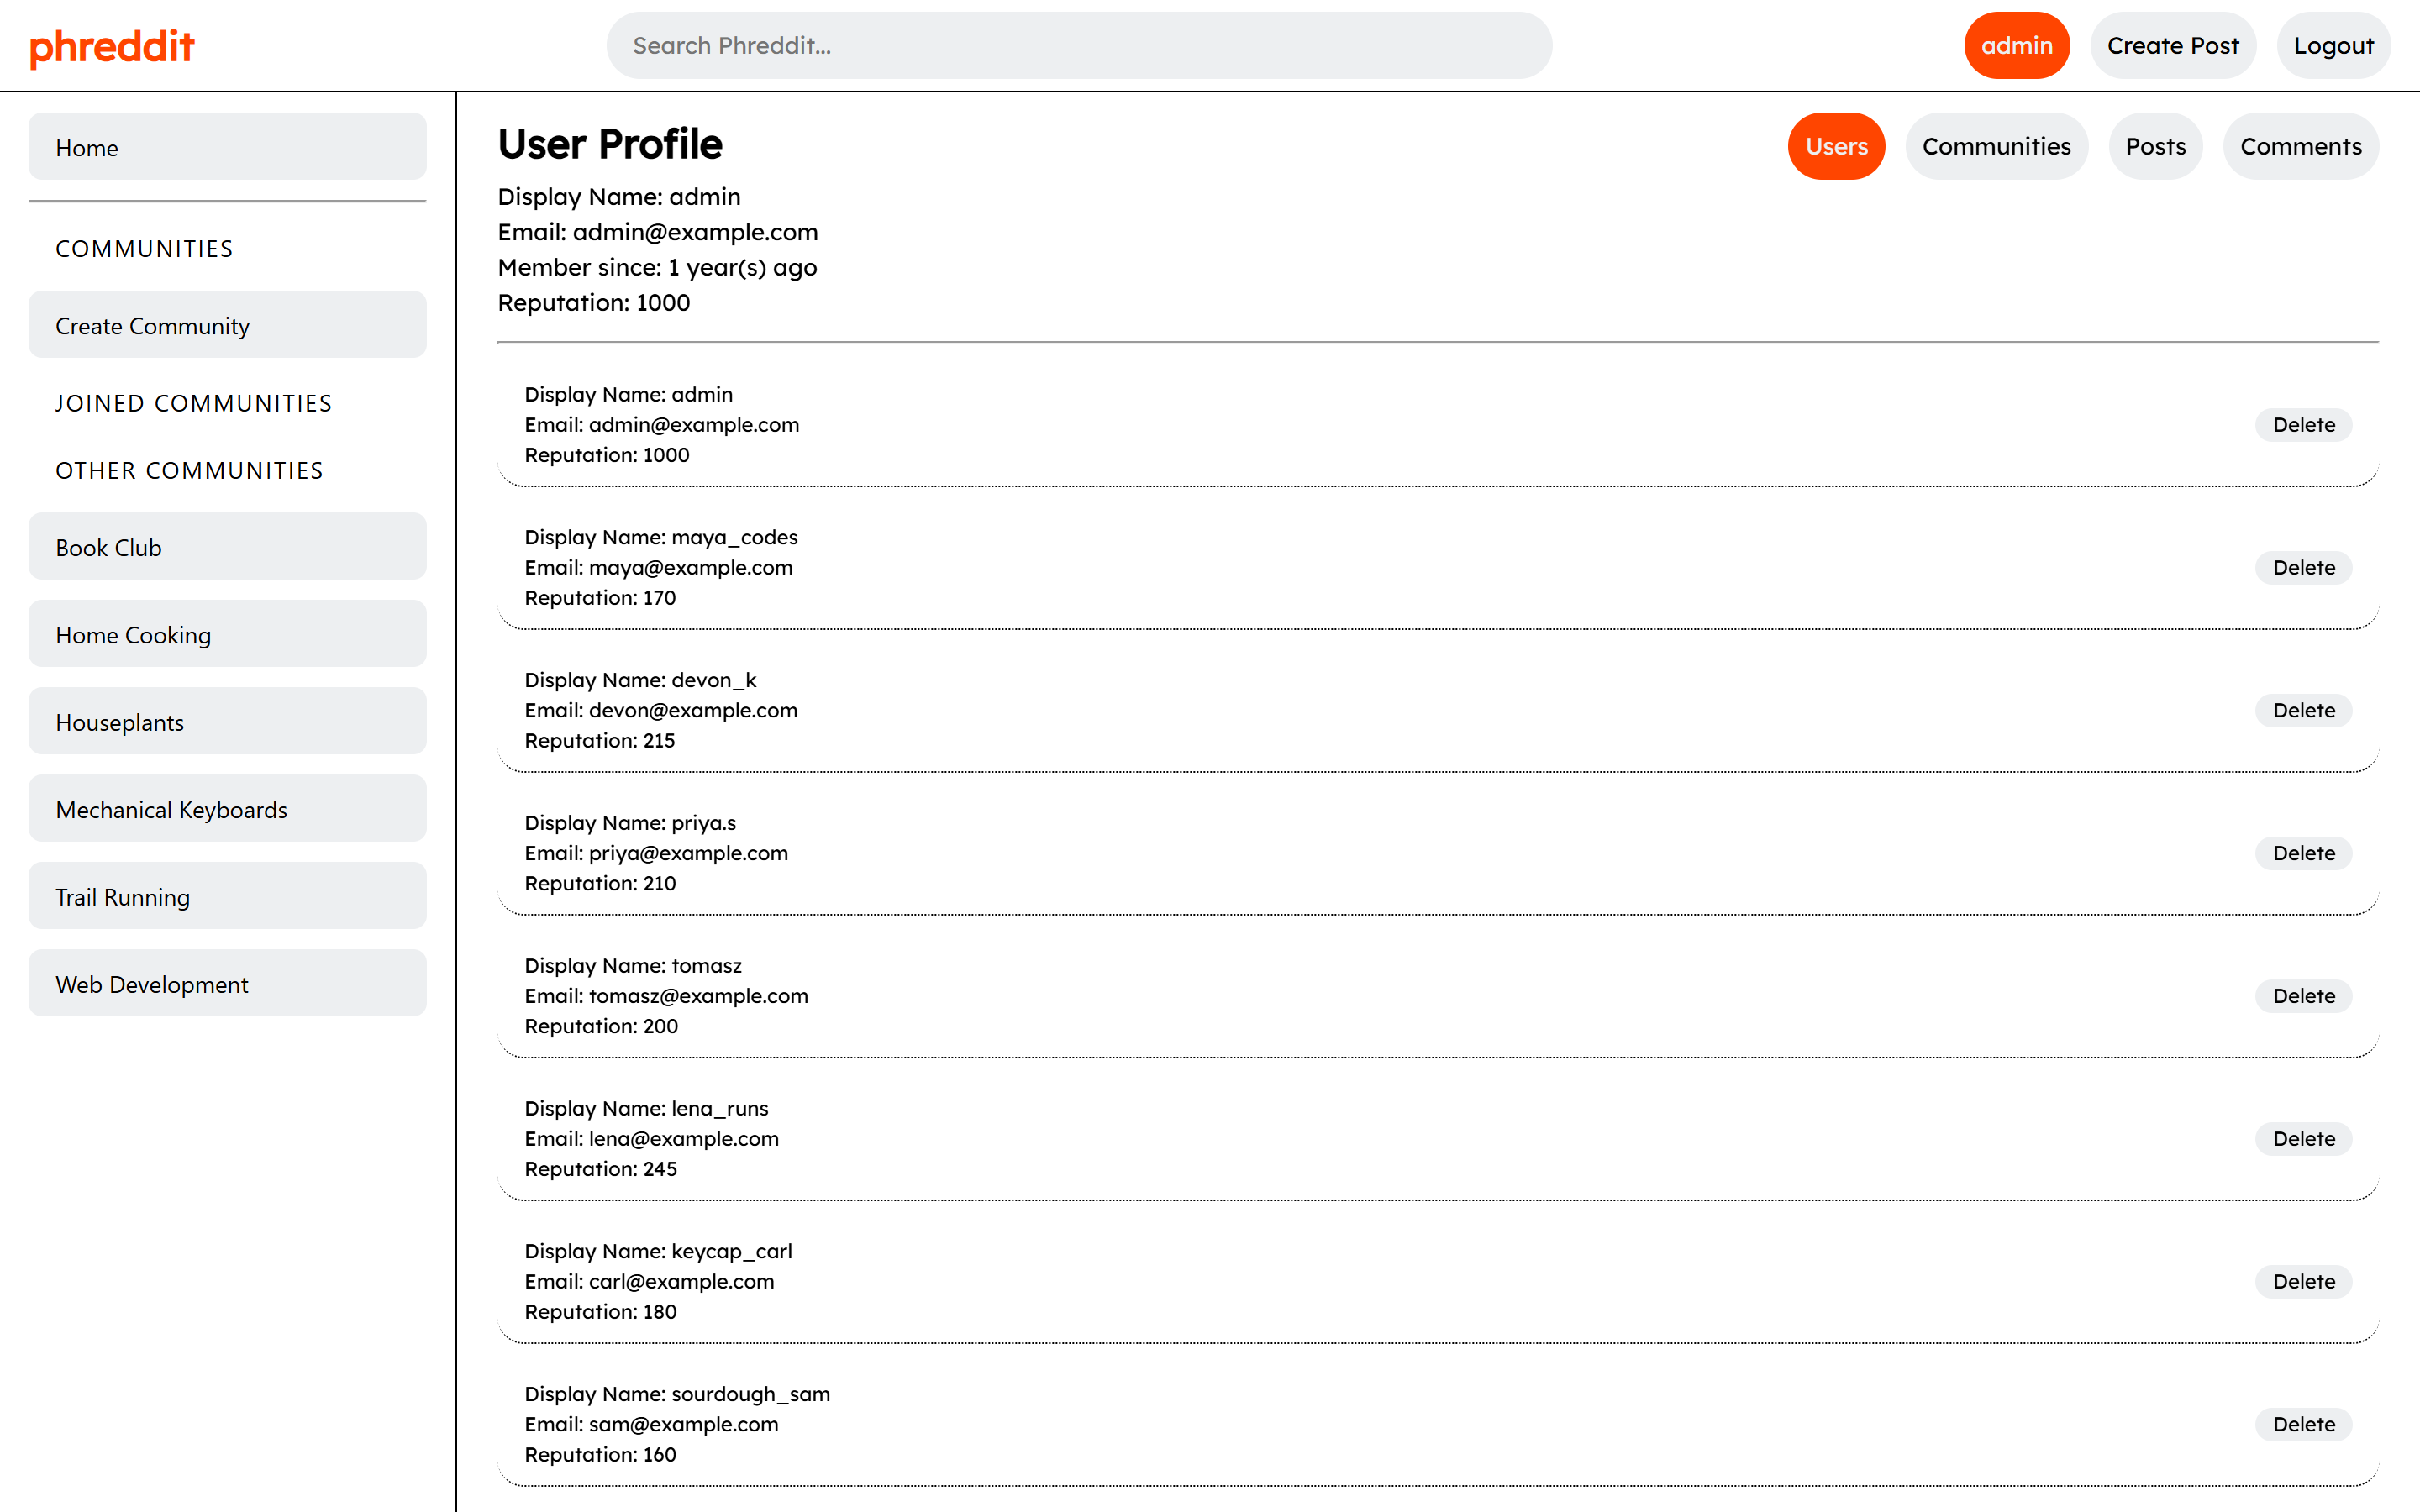 phreddit
Search Phreddit...
admin
Create Post
Logout
Home
COMMUNITIES
Create Community
JOINED COMMUNITIES
OTHER COMMUNITIES
Book Club
Home Cooking
Houseplants
Mechanical Keyboards
Trail Running
Web Development
User Profile
Users
Communities
Posts
Comments
Display Name: admin
Email: admin@example.com
Member since: 1 year(s) ago
Reputation: 1000
Display Name: admin
Email: admin@example.com
Reputation: 1000
Delete
Display Name: maya_codes
Email: maya@example.com
Reputation: 170
Delete
Display Name: devon_k
Email: devon@example.com
Reputation: 215
Delete
Display Name: priya.s
Email: priya@example.com
Reputation: 210
Delete
Display Name: tomasz
Email: tomasz@example.com
Reputation: 200
Delete
Display Name: lena_runs
Email: lena@example.com
Reputation: 245
Delete
Display Name: keycap_carl
Email: carl@example.com
Reputation: 180
Delete
Display Name: sourdough_sam
Email: sam@example.com
Reputation: 160
Delete